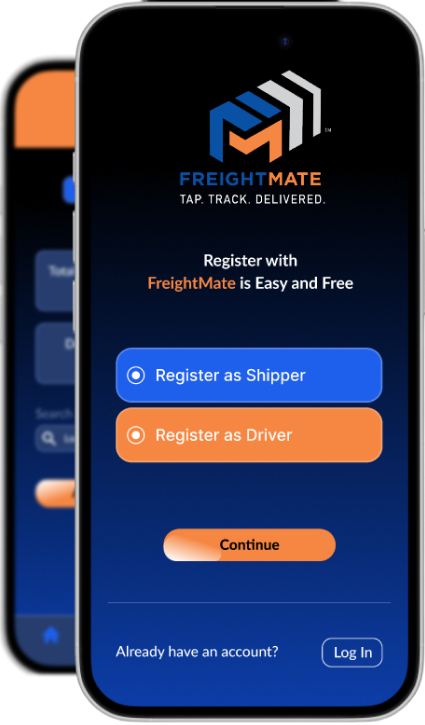 TM
FREIGHTMATE
TAP. TRACK. DELIVERED.
Register with
FreightMate is Easy and Free
Register as Shipper
Register as Driver
Continue
Already have an account?
Log In
Search